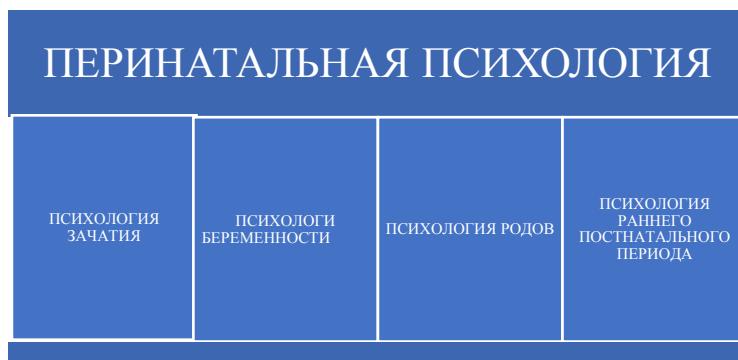 ПЕРИНАТАЛЬНАЯ ПСИХОЛОГИЯ
ПСИХОЛОГИЯ
ЗАЧАТИЯ
ПСИХОЛОГИ
БЕРЕМЕННОСТИ
ПСИХОЛОГИЯ РОДОВ
ПСИХОЛОГИЯ
РАННЕГО
ПОСТНАТАЛЬНОГО
ПЕРИОДА